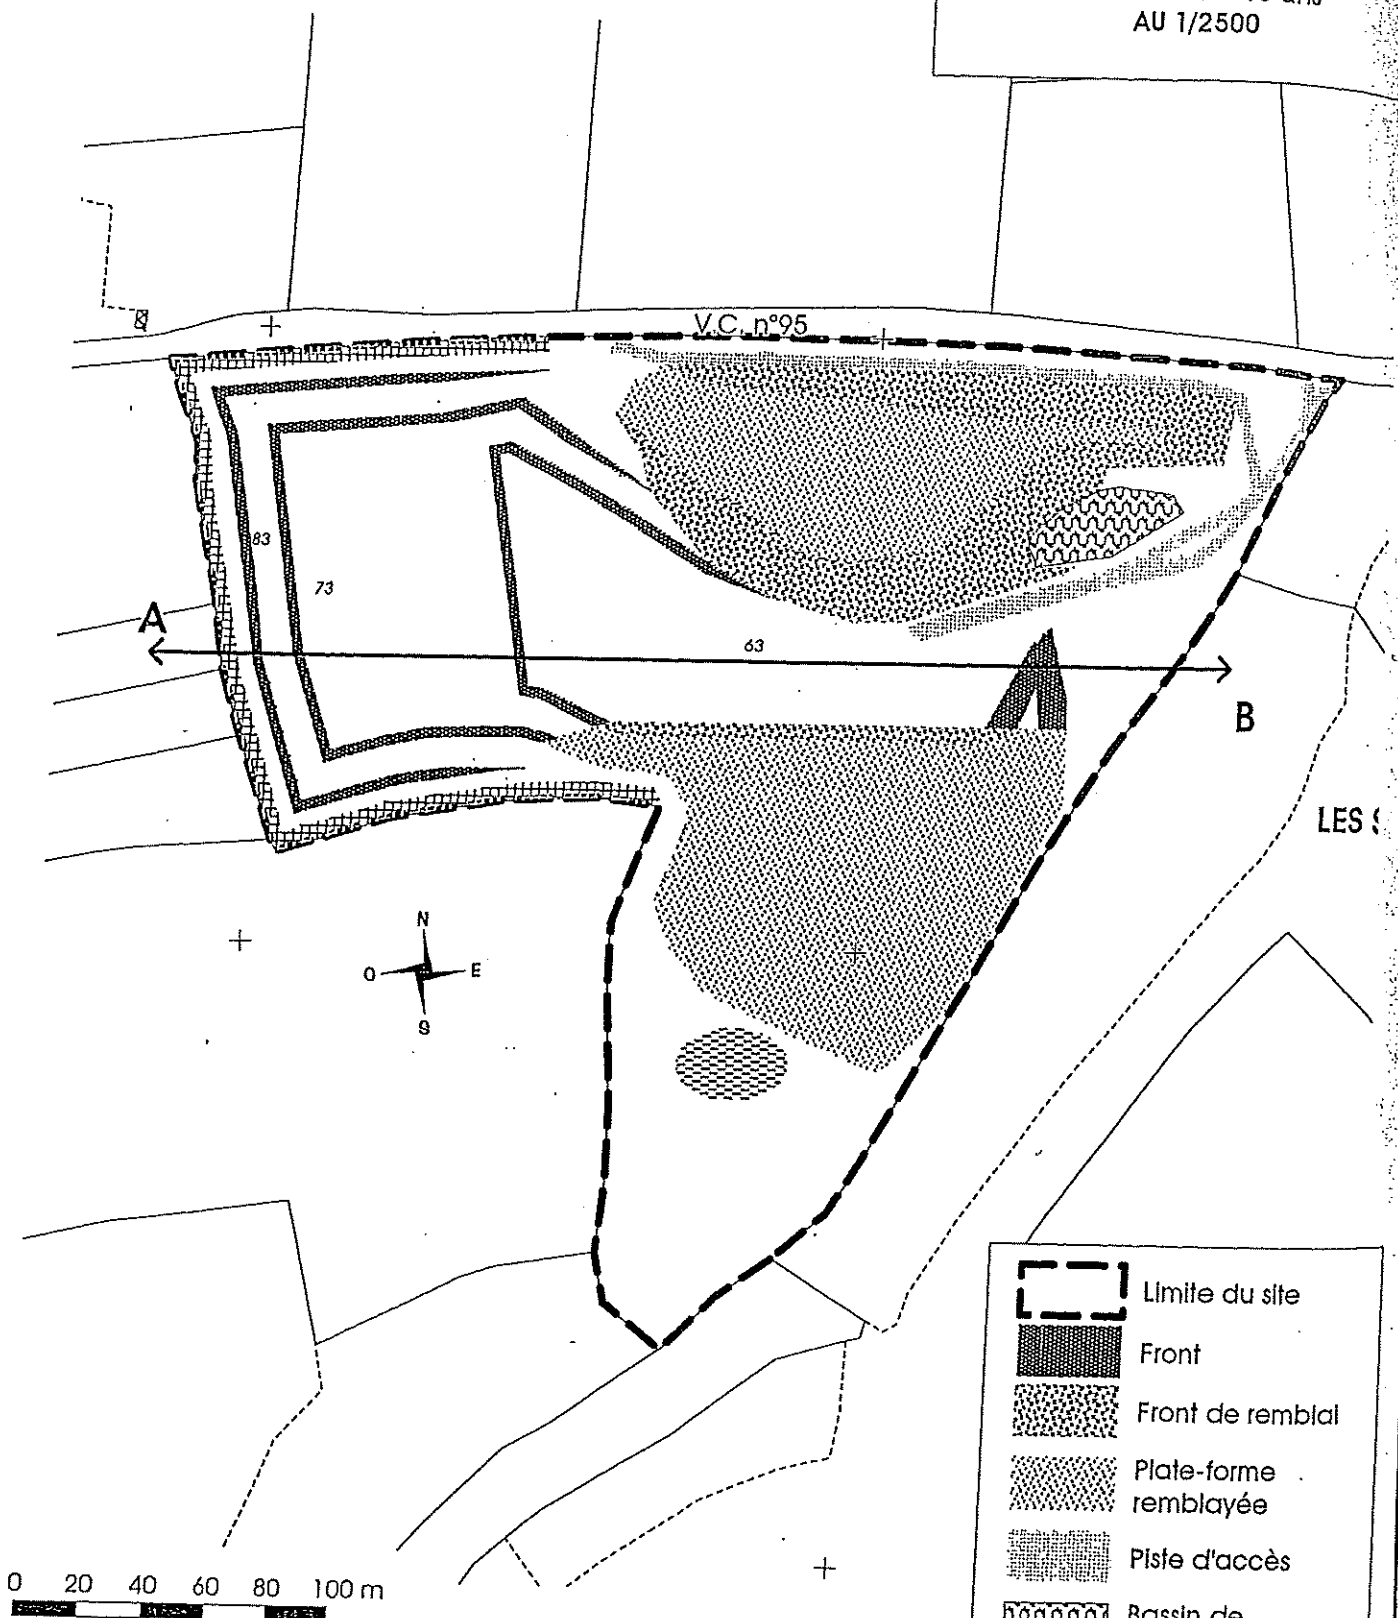 AU 1/2500
V.C. n°95
83
73
A
63
B
LES
N
O
E
S
Limite du site
Front
Front de remblai
Plate-forme
remblayée
Piste d'accès
Bassin de
0 20 40 60 80 100 m